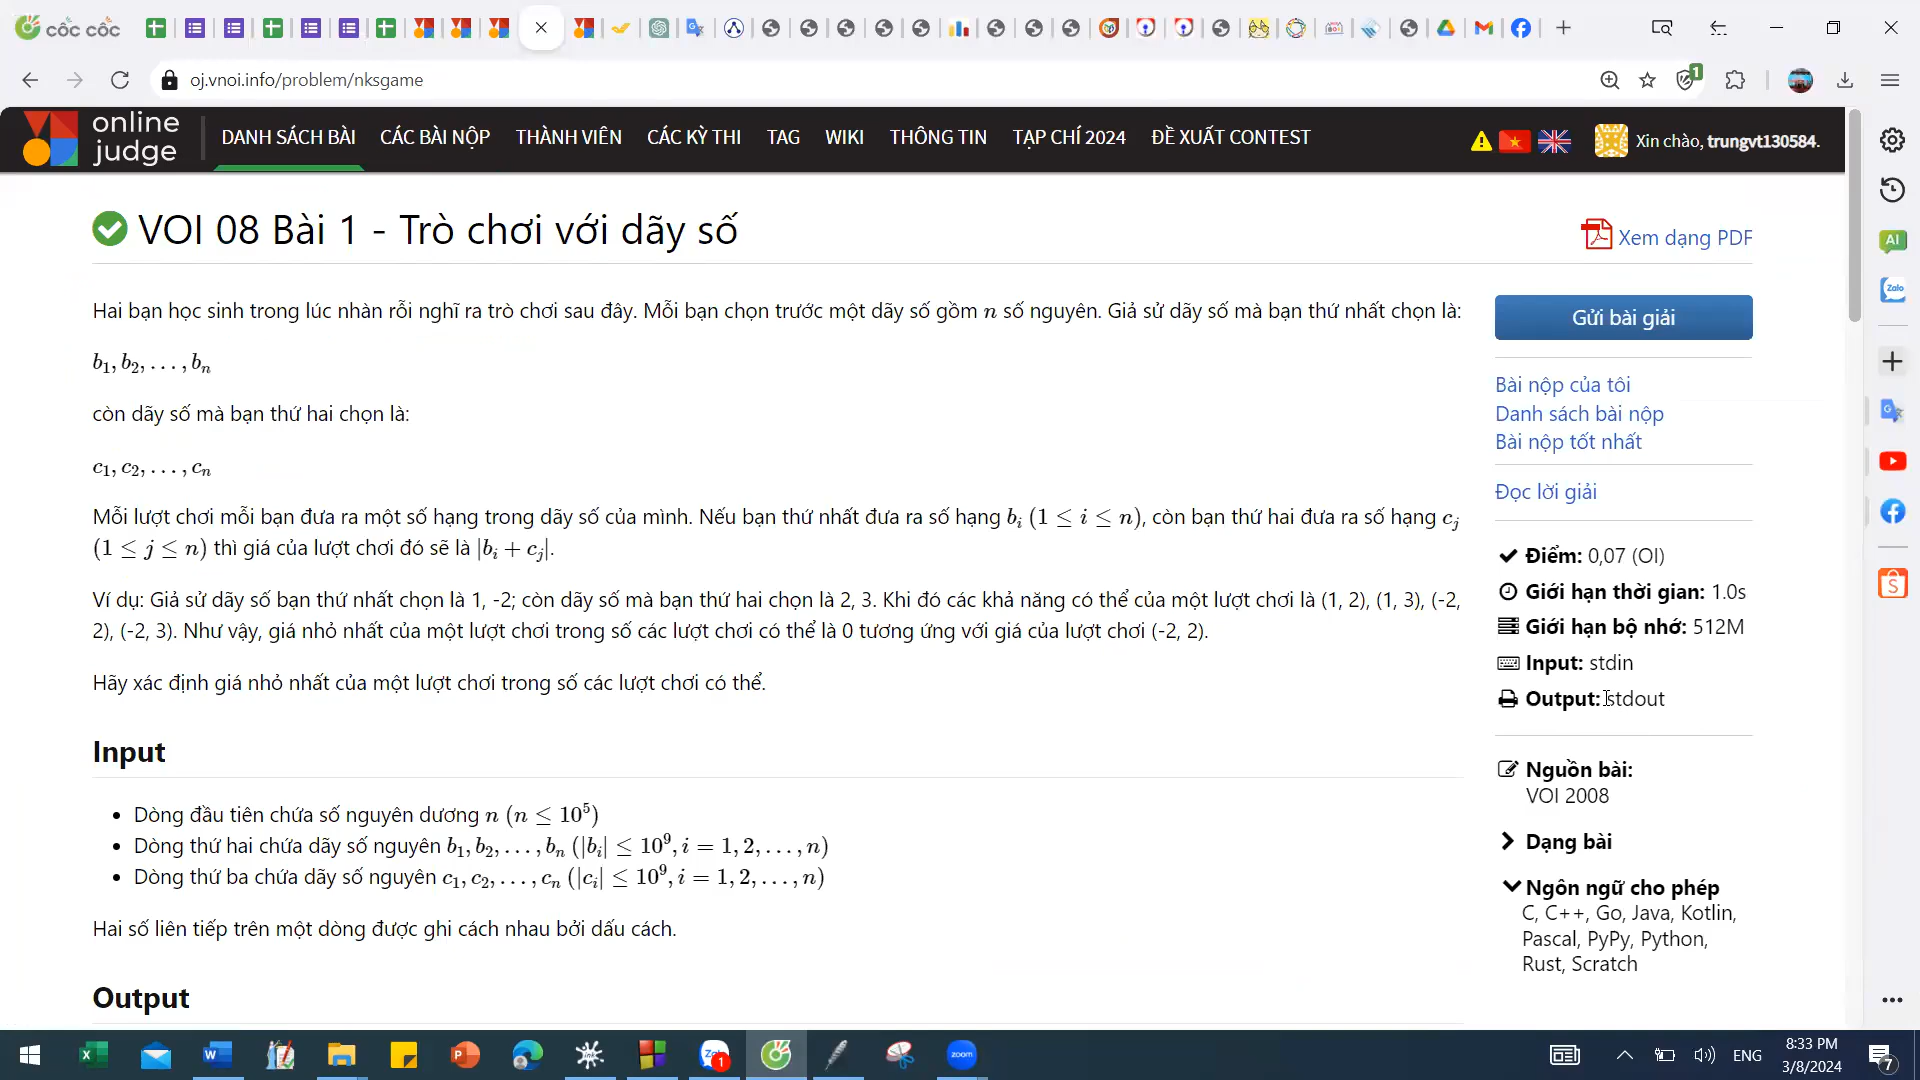 cốc cốc
oj.vnoi.info/problem/nksgame
1
online
judge
DANH SÁCH BÀI CÁC BÀI NỘP THÀNH VIÊN CÁC KỲ THI TAG WIKI THÔNG TIN TẠP CHÍ 2024 ĐỀ XUẤT CONTEST
Xin chào, trungvt130584.
VOI 08 Bài 1 - Trò chơi với dãy số
Xem dạng PDF
Hai bạn học sinh trong lúc nhàn rỗi nghĩ ra trò chơi sau đây. Mỗi bạn chọn trước một dãy số gồm n số nguyên. Giả sử dãy số mà bạn thứ nhất chọn là:
b₁, b₂, . . . , bₙ
còn dãy số mà bạn thứ hai chọn là:
c₁, c₂, . . . , cₙ
Mỗi lượt chơi mỗi bạn đưa ra một số hạng trong dãy số của mình. Nếu bạn thứ nhất đưa ra số hạng bᵢ (1 ≤ i ≤ n), còn bạn thứ hai đưa ra số hạng cⱼ
(1 ≤ j ≤ n) thì giá của lượt chơi đó sẽ là |bᵢ + cⱼ|.
Ví dụ: Giả sử dãy số bạn thứ nhất chọn là 1, -2; còn dãy số mà bạn thứ hai chọn là 2, 3. Khi đó các khả năng có thể của một lượt chơi là (1, 2), (1, 3), (-2,
2), (-2, 3). Như vậy, giá nhỏ nhất của một lượt chơi trong số các lượt chơi có thể là 0 tương ứng với giá của lượt chơi (-2, 2).
Hãy xác định giá nhỏ nhất của một lượt chơi trong số các lượt chơi có thể.
Input
• Dòng đầu tiên chứa số nguyên dương n (n ≤ 10⁵)
• Dòng thứ hai chứa dãy số nguyên b₁, b₂, . . . , bₙ (|bᵢ| ≤ 10⁹, i = 1, 2, . . . , n)
• Dòng thứ ba chứa dãy số nguyên c₁, c₂, . . . , cₙ (|cᵢ| ≤ 10⁹, i = 1, 2, . . . , n)
Hai số liên tiếp trên một dòng được ghi cách nhau bởi dấu cách.
Output
Gửi bài giải
Bài nộp của tôi
Danh sách bài nộp
Bài nộp tốt nhất
Đọc lời giải
Điểm: 0,07 (OI)
Giới hạn thời gian: 1.0s
Giới hạn bộ nhớ: 512M
Input: stdin
Output: stdout
Nguồn bài:
VOI 2008
Dạng bài
Ngôn ngữ cho phép
C, C++, Go, Java, Kotlin,
Pascal, PyPy, Python,
Rust, Scratch
AI
Zalo
zoom
1
ENG
8:33 PM
3/8/2024
7